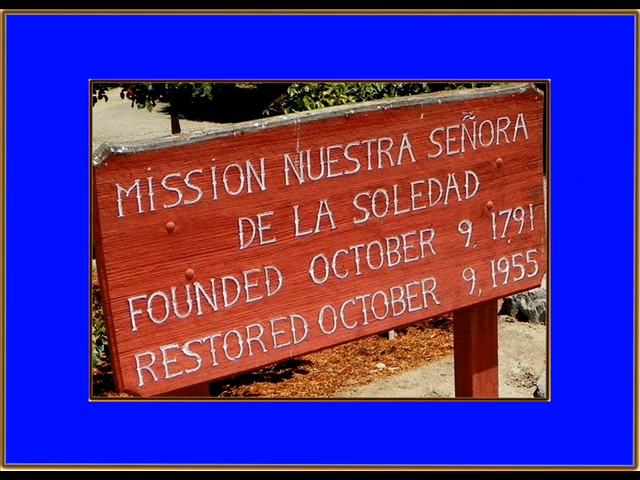 MISSION NUESTRA SEÑORA
DE LA SOLEDAD
FOUNDED OCTOBER 9, 1791
RESTORED OCTOBER 9, 1955